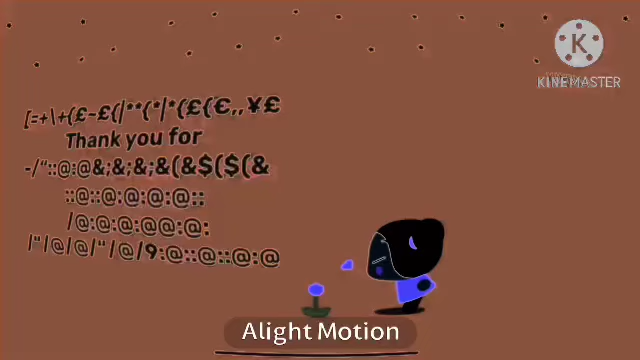 KINEMASTER
[=+\+{£-£{|**{*|*{£{€,,¥£
Thank you for
-/“::@:@&;&;&;&(&$($(&
::@::@:@:@:@::
/@:@:@:@@:@:
|"|@/@|"|@/9:@::@::@:@
Alight Motion